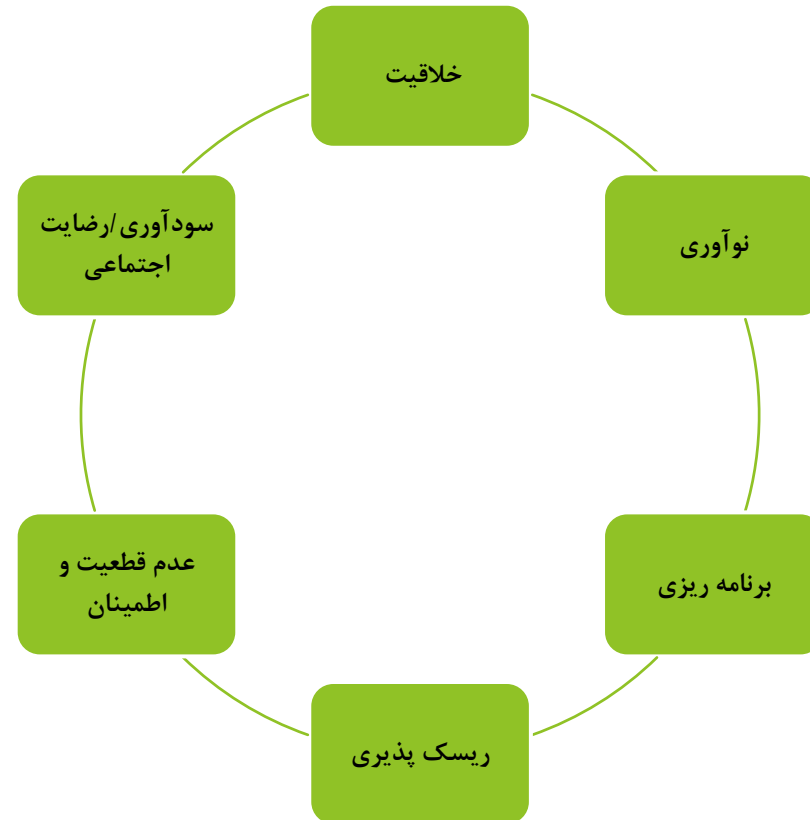 خلاقیت
نوآوری
برنامه ریزی
ریسک پذیری
عدم قطعیت و
اطمینان
سودآوری/رضایت
اجتماعی